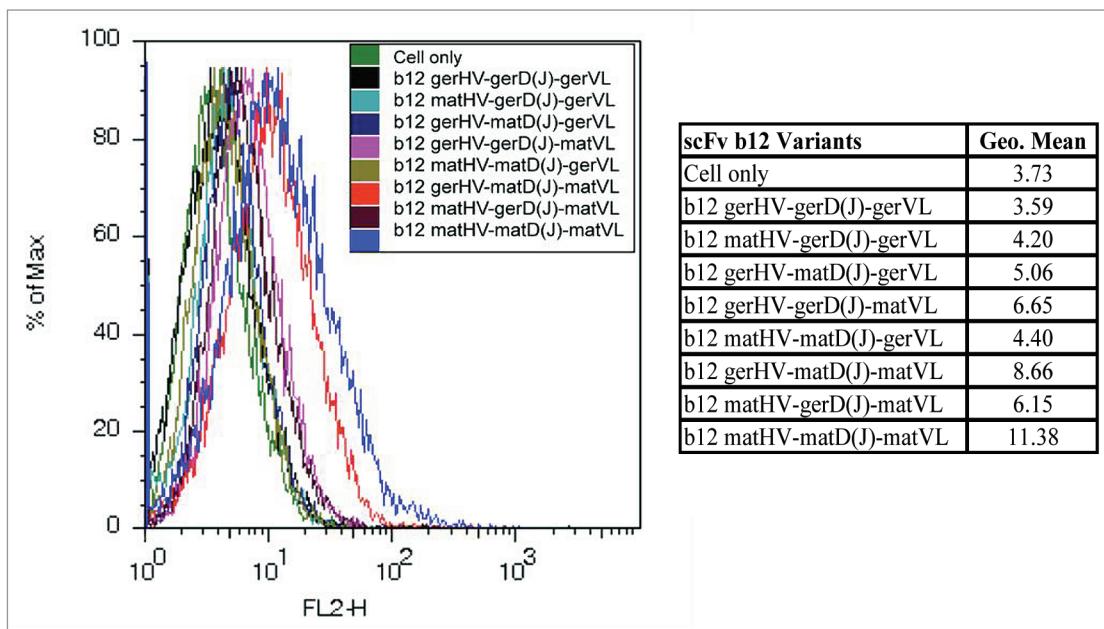 100
80
60
40
20
0
% of Max
10^0
10^1
10^2
10^3
FL2-H
Cell only
b12 gerHV-gerD(J)-gerVL
b12 matHV-gerD(J)-gerVL
b12 gerHV-matD(J)-gerVL
b12 gerHV-gerD(J)-matVL
b12 matHV-matD(J)-gerVL
b12 gerHV-matD(J)-matVL
b12 matHV-gerD(J)-matVL
b12 matHV-matD(J)-matVL
scFv b12 Variants Geo. Mean
Cell only 3.73
b12 gerHV-gerD(J)-gerVL 3.59
b12 matHV-gerD(J)-gerVL 4.20
b12 gerHV-matD(J)-gerVL 5.06
b12 gerHV-gerD(J)-matVL 6.65
b12 matHV-matD(J)-gerVL 4.40
b12 gerHV-matD(J)-matVL 8.66
b12 matHV-gerD(J)-matVL 6.15
b12 matHV-matD(J)-matVL 11.38